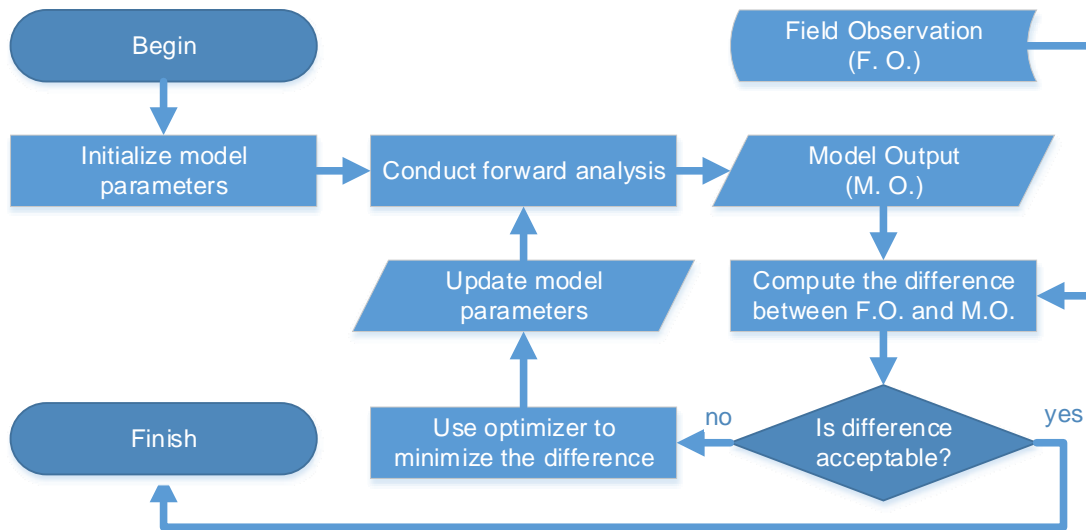 Begin
Field Observation
(F. O.)
Initialize model
parameters
Conduct forward analysis
Model Output
(M. O.)
Update model
parameters
Compute the difference
between F.O. and M.O.
Finish
Use optimizer to
minimize the difference
no
Is difference
acceptable?
yes